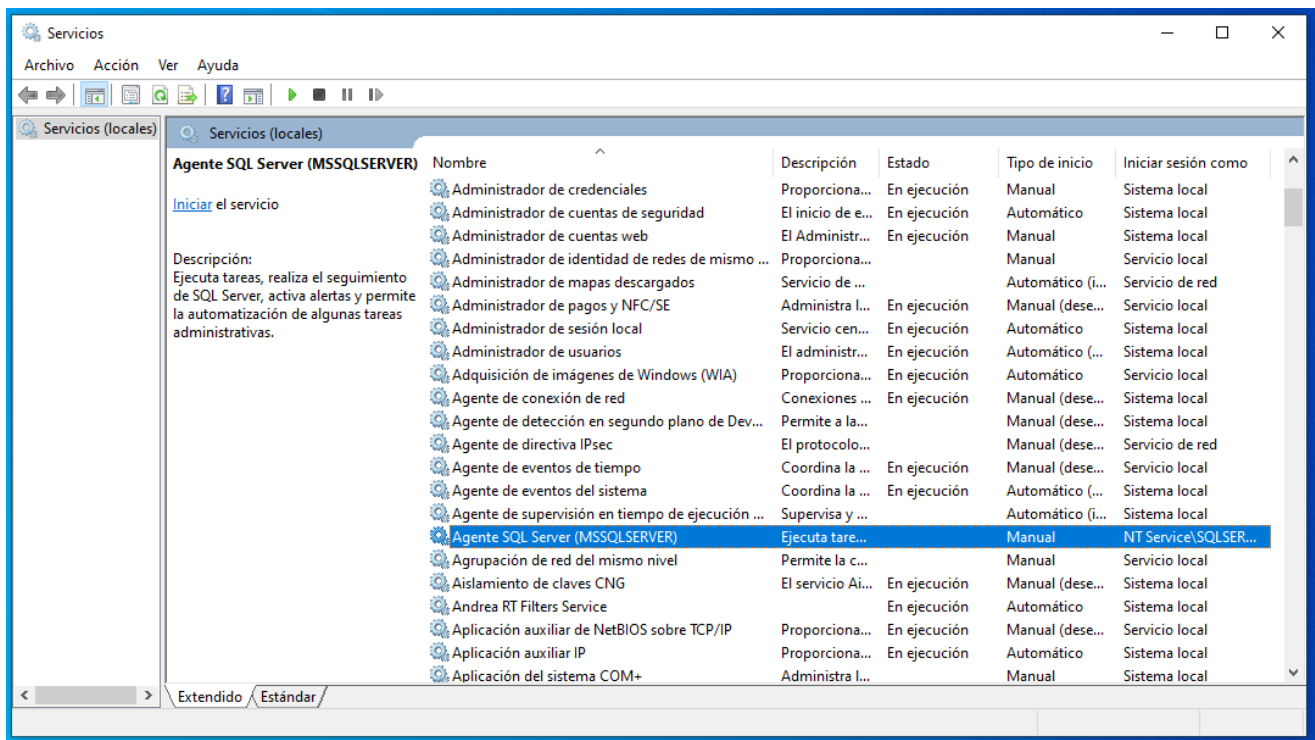 Servicios
Archivo Acción Ver Ayuda
Servicios (locales)
Servicios (locales)
Agente SQL Server (MSSQLSERVER)
Iniciar el servicio
Descripción:
Ejecuta tareas, realiza el seguimiento
de SQL Server, activa alertas y permite
la automatización de algunas tareas
administrativas.
Nombre Descripción Estado Tipo de inicio Iniciar sesión como
Administrador de credenciales Proporciona... En ejecución Manual Sistema local
Administrador de cuentas de seguridad El inicio de e... En ejecución Automático Sistema local
Administrador de cuentas web El Administr... En ejecución Manual Sistema local
Administrador de identidad de redes de mismo ... Proporciona... Manual Servicio local
Administrador de mapas descargados Servicio de ... Automático (i... Servicio de red
Administrador de pagos y NFC/SE Administra l... En ejecución Manual (dese... Sistema local
Administrador de sesión local Servicio cen... En ejecución Automático Sistema local
Administrador de usuarios El administr... En ejecución Automático (... Sistema local
Adquisición de imágenes de Windows (WIA) Proporciona... En ejecución Automático Servicio local
Agente de conexión de red Conexiones ... En ejecución Manual (dese... Sistema local
Agente de detección en segundo plano de Dev... Permite a la... Manual (dese... Sistema local
Agente de directiva IPsec El protocolo... Manual (dese... Servicio de red
Agente de eventos de tiempo Coordina la ... En ejecución Manual (dese... Servicio local
Agente de eventos del sistema Coordina la ... En ejecución Automático (... Sistema local
Agente de supervisión en tiempo de ejecución ... Supervisa y ... Automático (i... Sistema local
Agente SQL Server (MSSQLSERVER) Ejecuta tare... Manual NT Service\SQLSER...
Agrupación de red del mismo nivel Permite la c... Manual Servicio local
Aislamiento de claves CNG El servicio Ai... En ejecución Manual (dese... Sistema local
Andrea RT Filters Service En ejecución Automático Sistema local
Aplicación auxiliar de NetBIOS sobre TCP/IP Proporciona... En ejecución Manual (dese... Servicio local
Aplicación auxiliar IP Proporciona... En ejecución Automático Sistema local
Aplicación del sistema COM+ Administra l... Manual Sistema local
Extendido Estándar